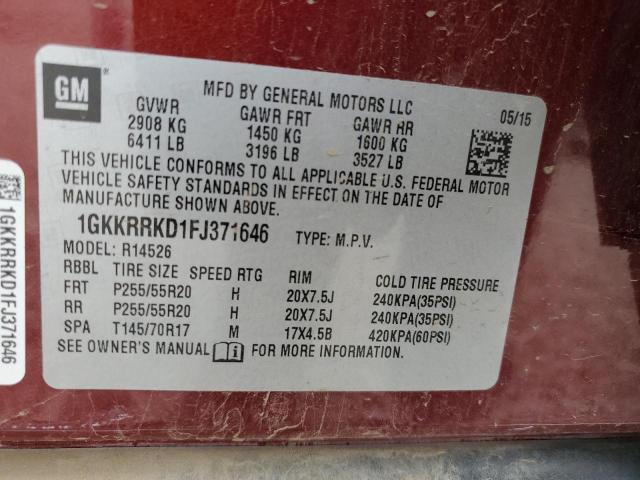 GM ®
MFD BY GENERAL MOTORS LLC
GVWR GAWR FRT GAWR RR 05/15
2908 KG 1450 KG 1600 KG
6411 LB 3196 LB 3527 LB
THIS VEHICLE CONFORMS TO ALL APPLICABLE U.S. FEDERAL MOTOR
VEHICLE SAFETY STANDARDS IN EFFECT ON THE DATE OF
MANUFACTURE SHOWN ABOVE.
1GKKRRKD1FJ371646 TYPE: M.P.V.
MODEL: R14526
RBBL TIRE SIZE SPEED RTG RIM COLD TIRE PRESSURE
FRT P255/55R20 H 20X7.5J 240KPA(35PSI)
RR P255/55R20 H 20X7.5J 240KPA(35PSI)
SPA T145/70R17 M 17X4.5B 420KPA(60PSI)
SEE OWNER'S MANUAL i FOR MORE INFORMATION.
1GKKRRKD1FJ371646